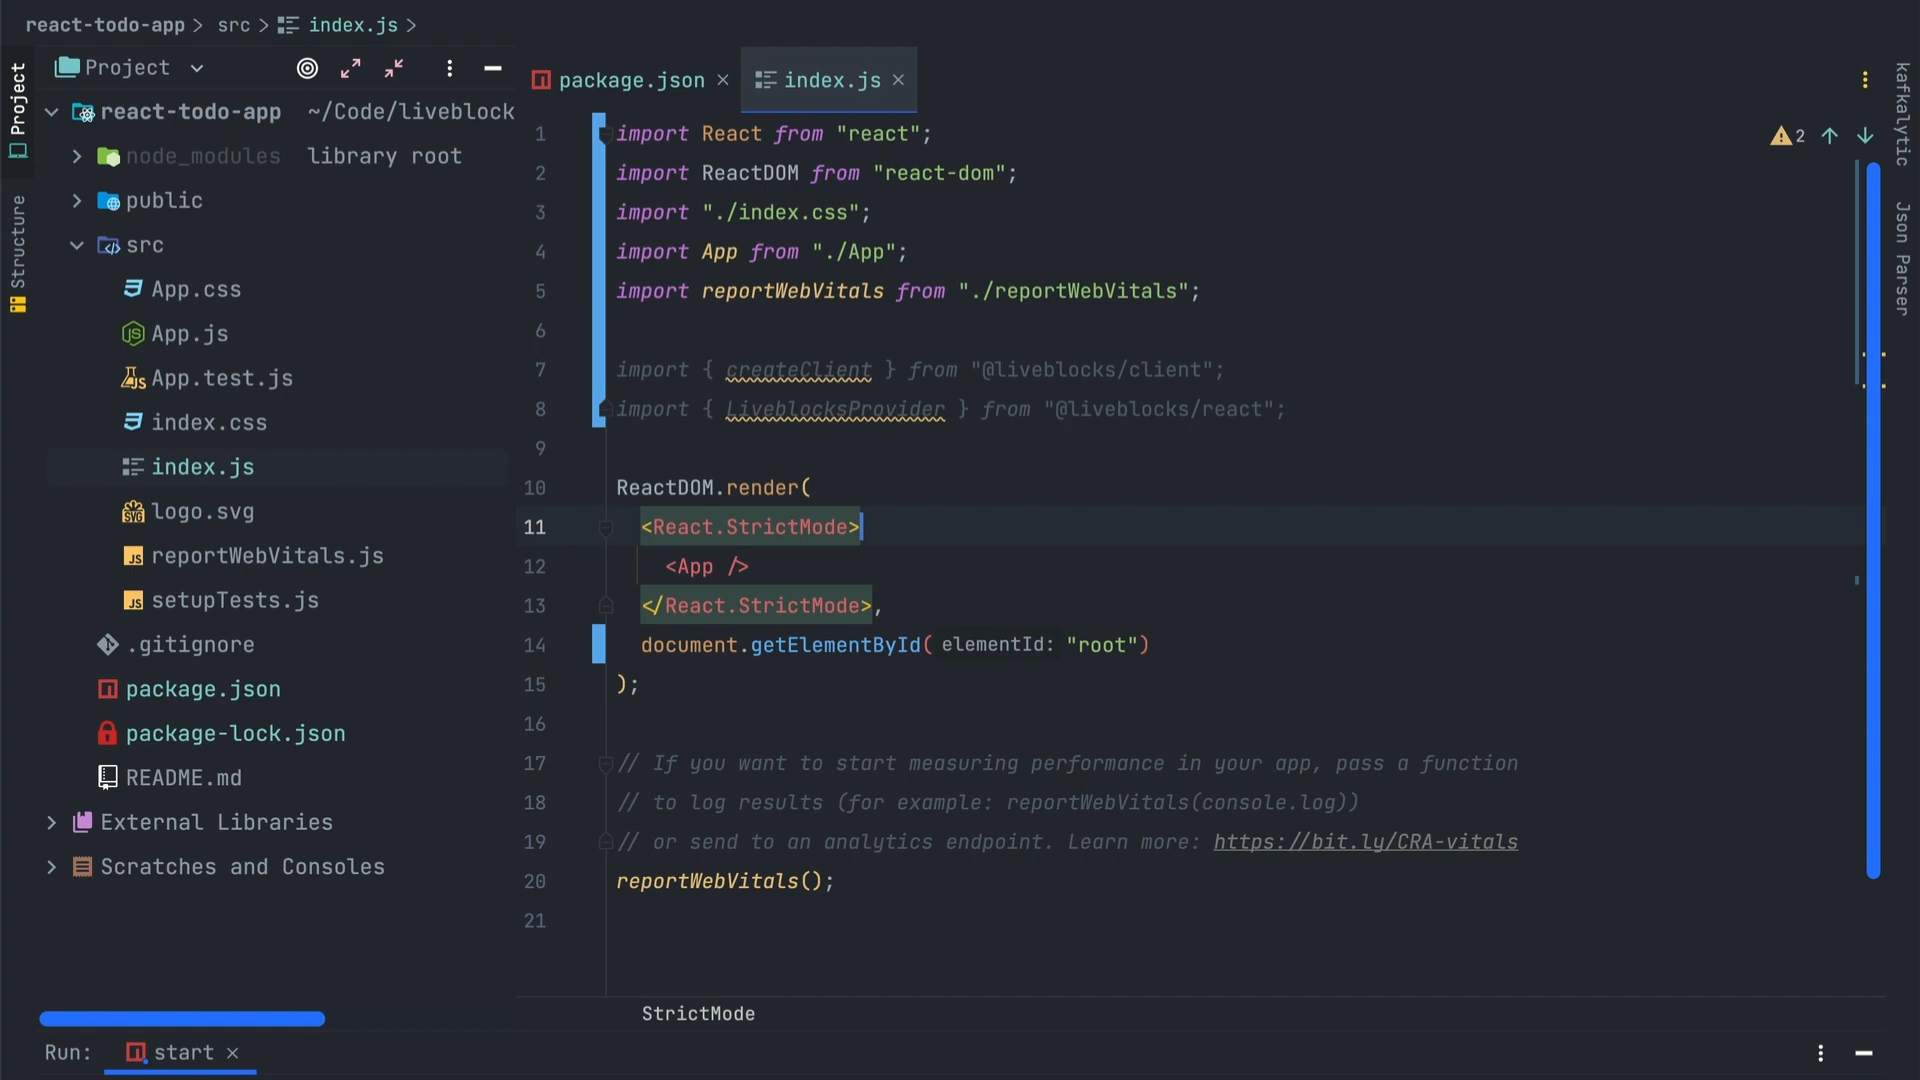 react-todo-app > src > index.js >
Project
package.json ×
index.js ×
Project
Structure
react-todo-app ~/Code/liveblock
node_modules library root
public
src
App.css
App.js
App.test.js
index.css
index.js
logo.svg
reportWebVitals.js
setupTests.js
.gitignore
package.json
package-lock.json
README.md
External Libraries
Scratches and Consoles
1 import React from "react";
2 import ReactDOM from "react-dom";
3 import "./index.css";
4 import App from "./App";
5 import reportWebVitals from "./reportWebVitals";
6
7 import { createClient } from "@liveblocks/client";
8 import { LiveblocksProvider } from "@liveblocks/react";
9
10 ReactDOM.render(
11 <React.StrictMode>
12 <App />
13 </React.StrictMode>,
14 document.getElementById( elementId: "root")
15 );
16
17 // If you want to start measuring performance in your app, pass a function
18 // to log results (for example: reportWebVitals(console.log))
19 // or send to an analytics endpoint. Learn more: https://bit.ly/CRA-vitals
20 reportWebVitals();
21
2
kafkalytic
Json Parser
StrictMode
Run: start ×